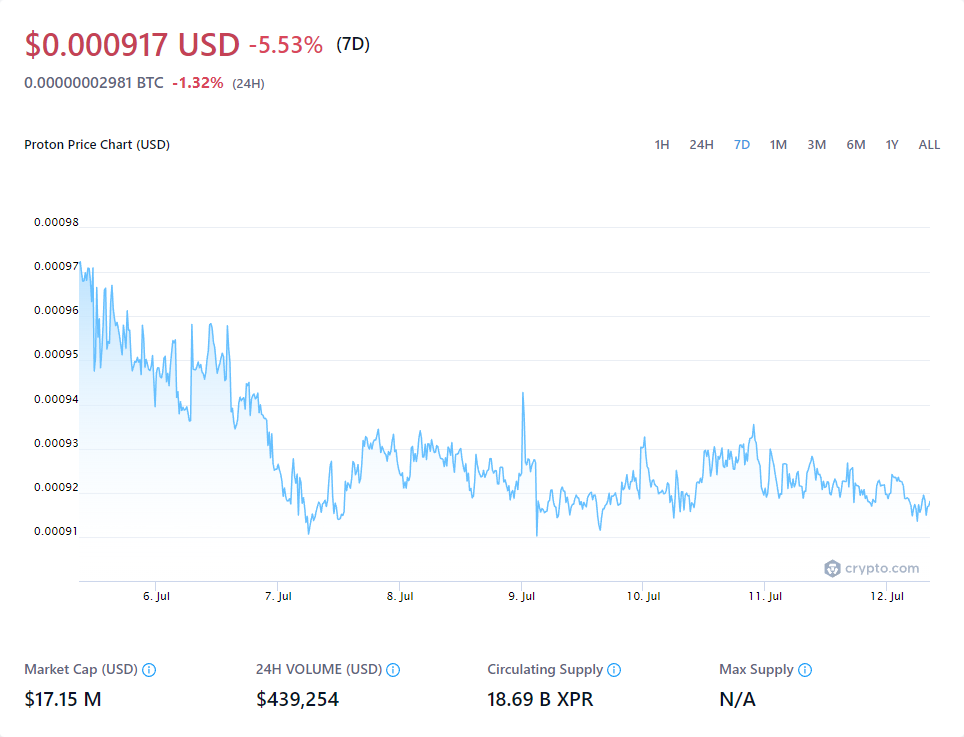 $0.000917 USD -5.53% (7D)
0.00000002981 BTC -1.32% (24H)
Proton Price Chart (USD) 1H 24H 7D 1M 3M 6M 1Y ALL
0.00098
0.00097
0.00096
0.00095
0.00094
0.00093
0.00092
0.00091
crypto.com
6. Jul 7. Jul 8. Jul 9. Jul 10. Jul 11. Jul 12. Jul
Market Cap (USD) 24H VOLUME (USD) Circulating Supply Max Supply
$17.15 M $439,254 18.69 B XPR N/A